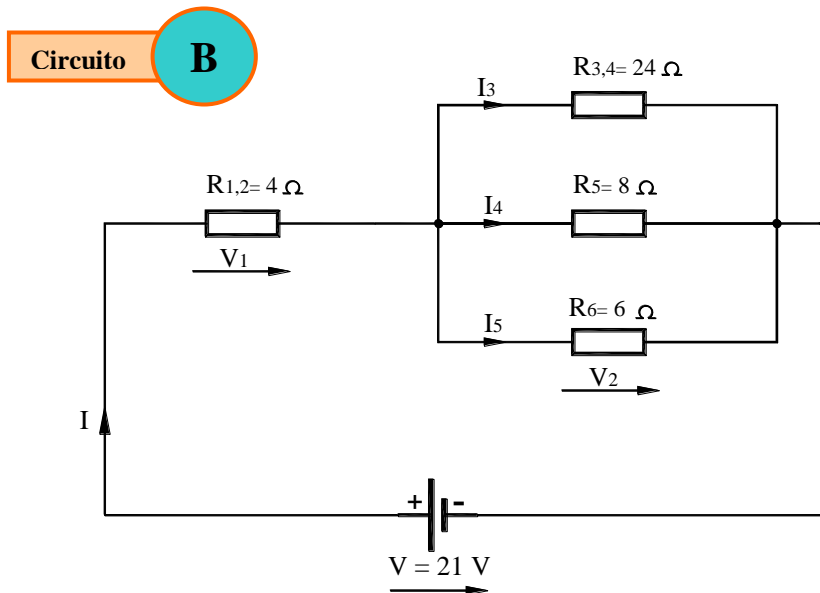 Circuito B
R3,4= 24 Ω
I3
R1,2= 4 Ω
R5= 8 Ω
I4
V1
R6= 6 Ω
I5
V2
I
+ -
V = 21 V